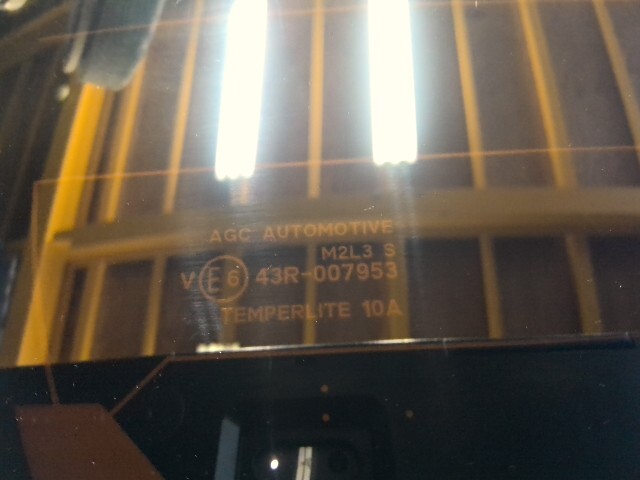 AGC AUTOMOTIVE
M2L3 S
V E6 43R-007953
TEMPERLITE 10A